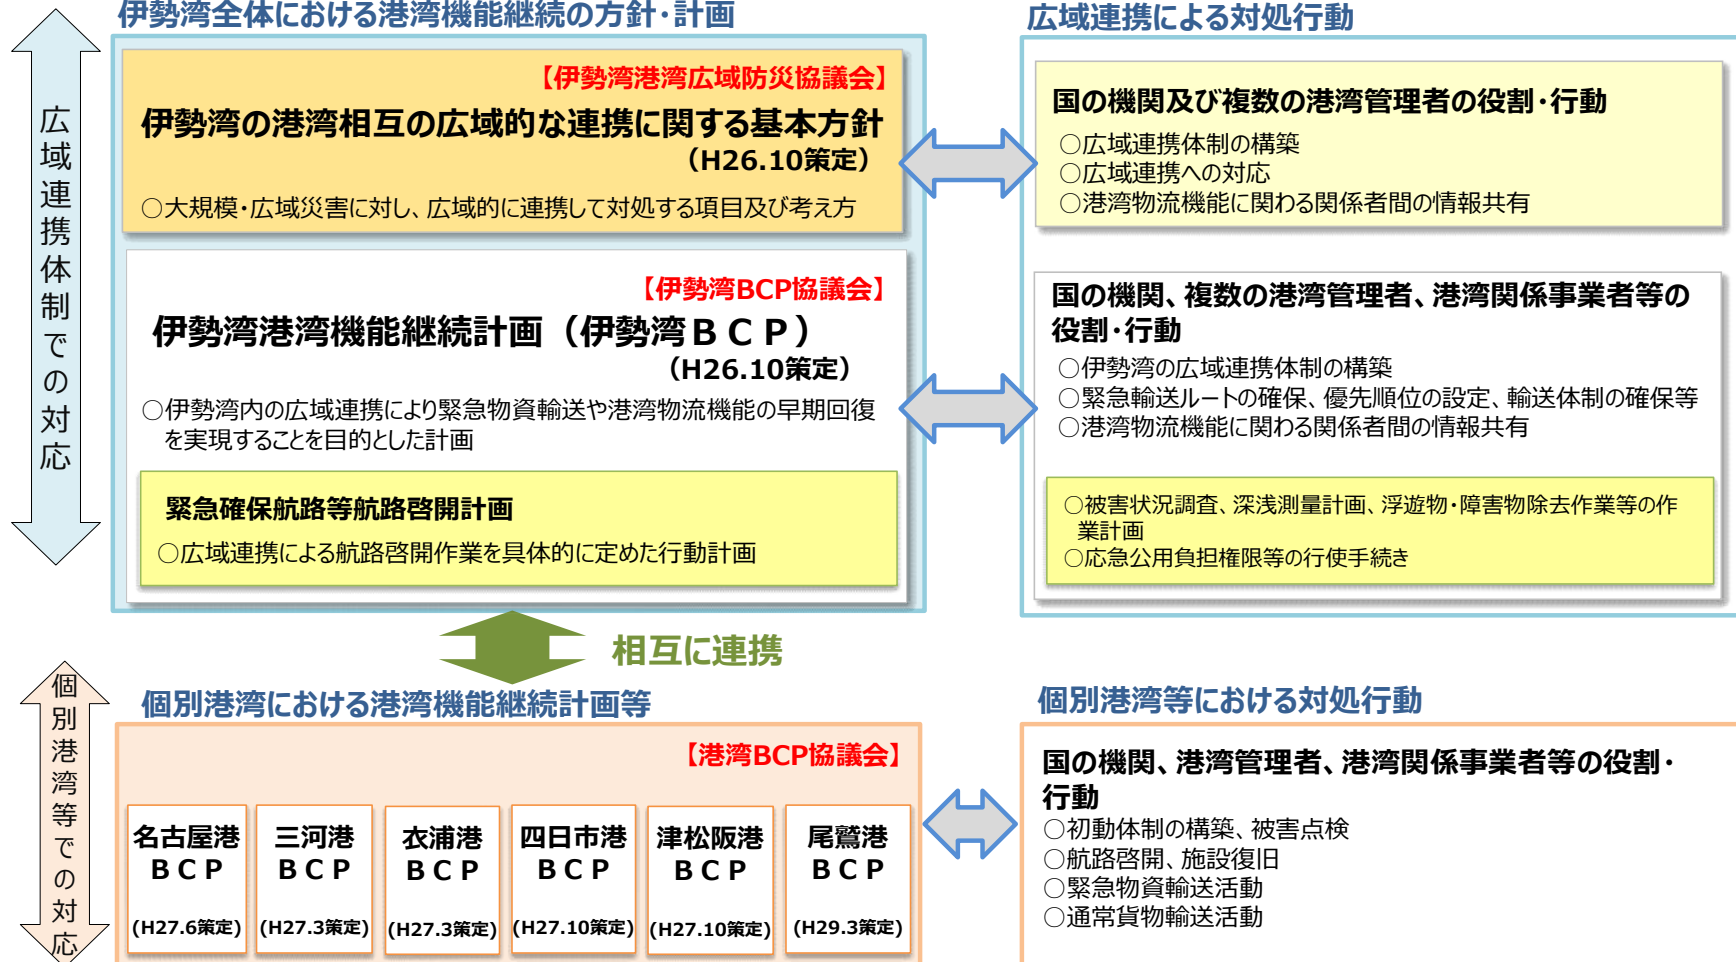 伊勢湾全体における港湾機能継続の方針・計画
広域連携による対処行動
広域連携体制での対応
【伊勢湾港湾広域防災協議会】
伊勢湾の港湾相互の広域的な連携に関する基本方針
（H26.10策定）
○大規模・広域災害に対し、広域的に連携して対処する項目及び考え方
国の機関及び複数の港湾管理者の役割・行動
○広域連携体制の構築
○広域連携への対応
○港湾物流機能に関わる関係者間の情報共有
【伊勢湾BCP協議会】
伊勢湾港湾機能継続計画（伊勢湾ＢＣＰ）
（H26.10策定）
○伊勢湾内の広域連携により緊急物資輸送や港湾物流機能の早期回復
を実現することを目的とした計画
緊急確保航路等航路啓開計画
○広域連携による航路啓開作業を具体的に定めた行動計画
国の機関、複数の港湾管理者、港湾関係事業者等の
役割・行動
○伊勢湾の広域連携体制の構築
○緊急輸送ルートの確保、優先順位の設定、輸送体制の確保等
○港湾物流機能に関わる関係者間の情報共有
○被害状況調査、深浅測量計画、浮遊物・障害物除去作業等の作
業計画
○応急公用負担権限等の行使手続き
相互に連携
個別港湾等での対応
個別港湾における港湾機能継続計画等
【港湾BCP協議会】
名古屋港
ＢＣＰ
(H27.6策定)
三河港
ＢＣＰ
(H27.3策定)
衣浦港
ＢＣＰ
(H27.3策定)
四日市港
ＢＣＰ
(H27.10策定)
津松阪港
ＢＣＰ
(H27.10策定)
尾鷲港
ＢＣＰ
(H29.3策定)
個別港湾等における対処行動
国の機関、港湾管理者、港湾関係事業者等の役割・
行動
○初動体制の構築、被害点検
○航路啓開、施設復旧
○緊急物資輸送活動
○通常貨物輸送活動